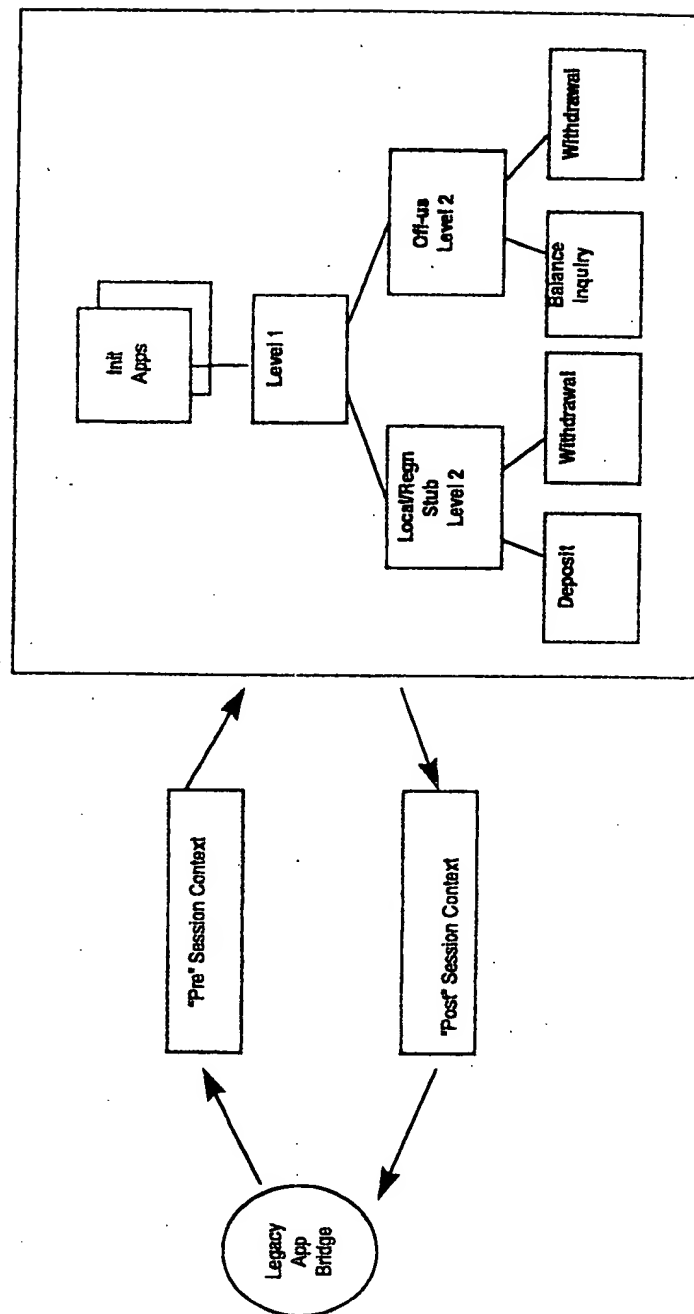 Legacy
App
Bridge
"Pre" Session Context
"Post" Session Context
Init
Apps
Level 1
Local/Regn
Stub
Level 2
Off-us
Level 2
Deposit
Withdrawal
Balance
Inquiry
Withdrawal